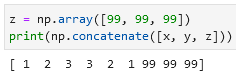 z = np.array([99, 99, 99])
print(np.concatenate([x, y, z]))
[ 1  2  3  3  2  1 99 99 99]